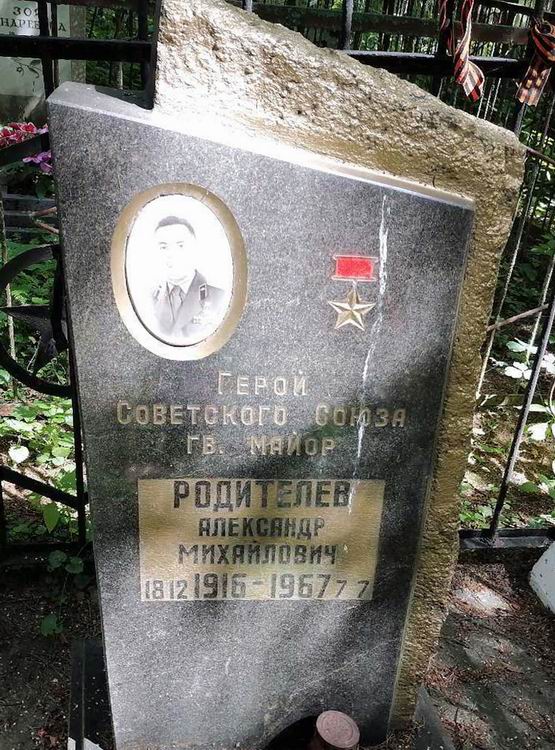 ГЕРОЙ
СОВЕТСКОГО СОЮЗА
ГВ. МАЙОР
РОДИТЕЛЕВ
АЛЕКСАНДР
МИХАЙЛОВИЧ
18 12 1916-1967 7 7